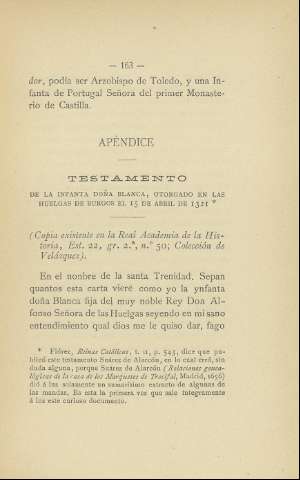 — 163 —
dor, podía ser Arzobispo de Toledo, y una In-
fanta de Portugal Señora del primer Monaste-
rio de Castilla.
APÉNDICE
TESTAMENTO
DE LA INFANTA DOÑA BLANCA, OTORGADO EN LAS
HUELGAS DE BURGOS EL 15 DE ABRIL DE 1321 *
(Copia existente en la Real Academia de la His-
toria, Est. 22, gr. 2.ª, n.º 50; Colección de
Velázquez).
En el nombre de la santa Trenidad. Sepan
quantos esta carta vieré como yo la ynfanta
doña Blanca fija del muy noble Rey Don Al-
fonso Señora de las Huelgas seyendo en mi sano
entendimiento qual dios me le quiso dar, fago
* Flórez, Reinas Católicas, t. II, p. 545, dice que pu-
blicó este testamento Suárez de Alarcón, en lo cual erró, sin
duda alguna, porque Suárez de Alarcón (Relaciones genea-
lógicas de la casa de los Marqueses de Trocifal, Madrid, 1656)
dió á luz solamente un sumarísimo extracto de algunas de
las mandas. Es esta la primera vez que sale íntegramente
á luz este curioso documento.